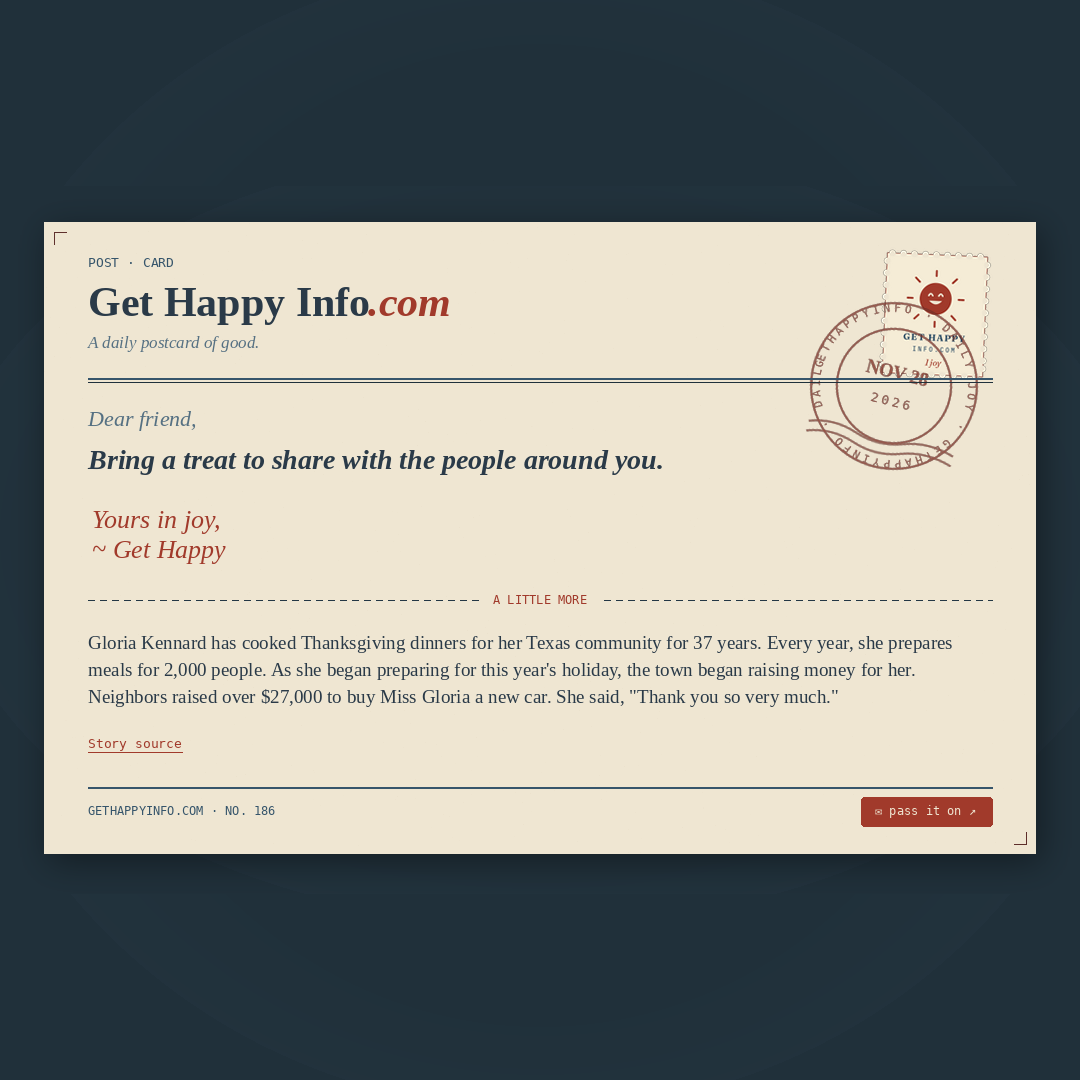 POST · CARD
Get Happy Info.com
A daily postcard of good.
GET HAPPY
INFO.COM
1joy
GETHAPPYINFO · DAILY JOY · GETHAPPYINFO · DAILY
NOV 28
2026
Dear friend,
Bring a treat to share with the people around you.
Yours in joy,
~ Get Happy
A LITTLE MORE
Gloria Kennard has cooked Thanksgiving dinners for her Texas community for 37 years. Every year, she prepares
meals for 2,000 people. As she began preparing for this year's holiday, the town began raising money for her.
Neighbors raised over $27,000 to buy Miss Gloria a new car. She said, "Thank you so very much."
Story source
GETHAPPYINFO.COM · NO. 186
✉ pass it on ↗